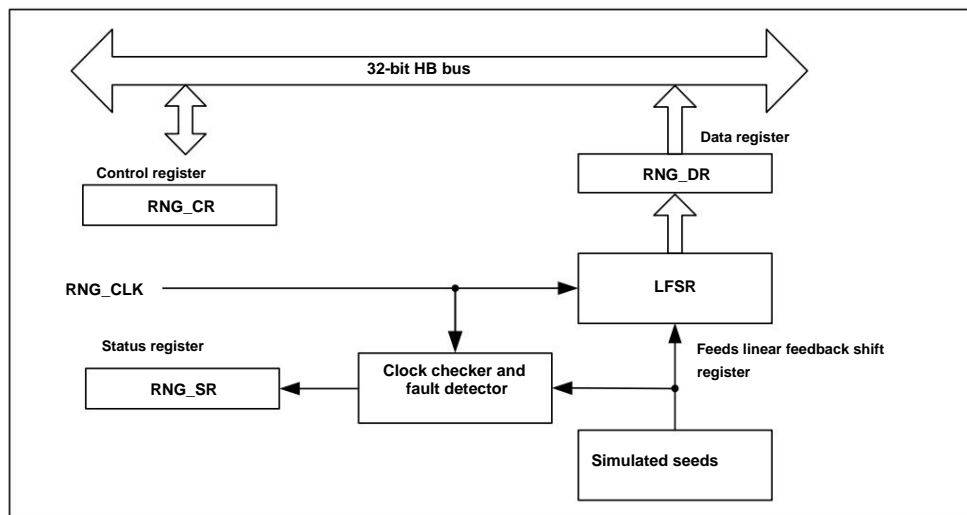 32-bit HB bus
Data register
Control register
RNG_DR
RNG_CR
RNG_CLK
LFSR
Status register
Feeds linear feedback shift
register
Clock checker and
fault detector
RNG_SR
Simulated seeds